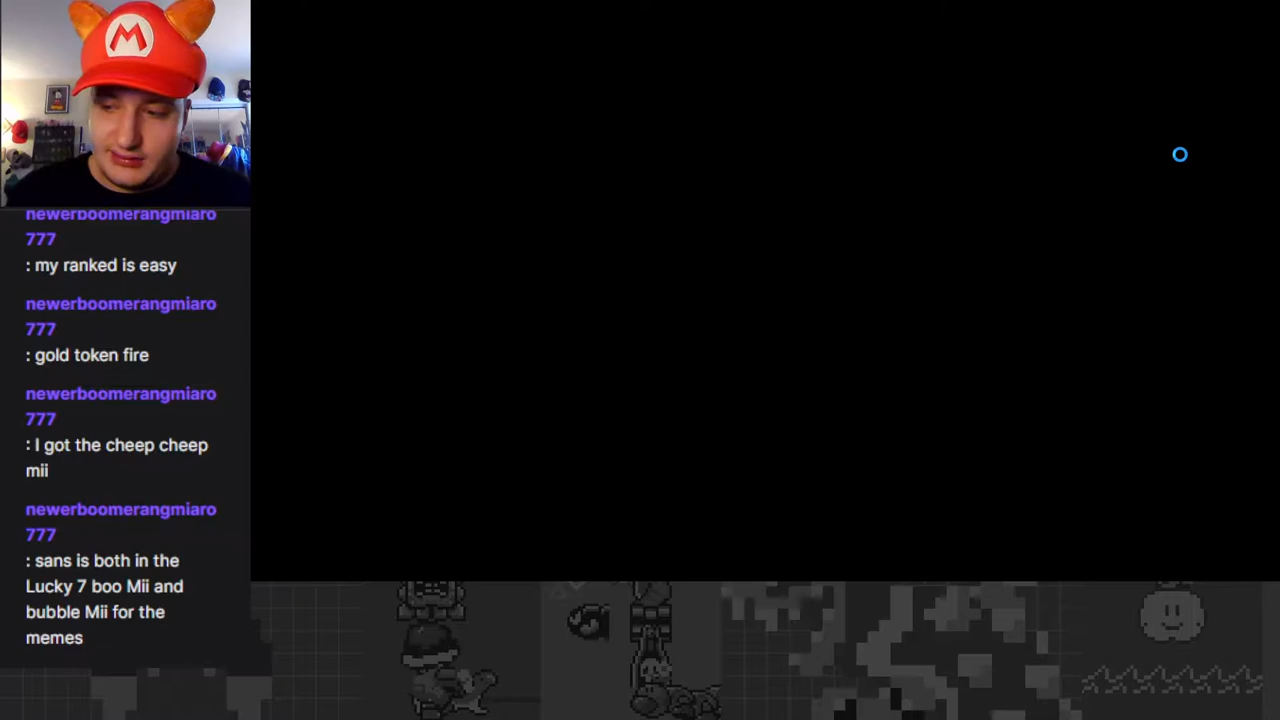 M
newerboomerangmiaro
777
: my ranked is easy
newerboomerangmiaro
777
: gold token fire
newerboomerangmiaro
777
: I got the cheep cheep
mii
newerboomerangmiaro
777
: sans is both in the
Lucky 7 boo Mii and
bubble Mii for the
memes